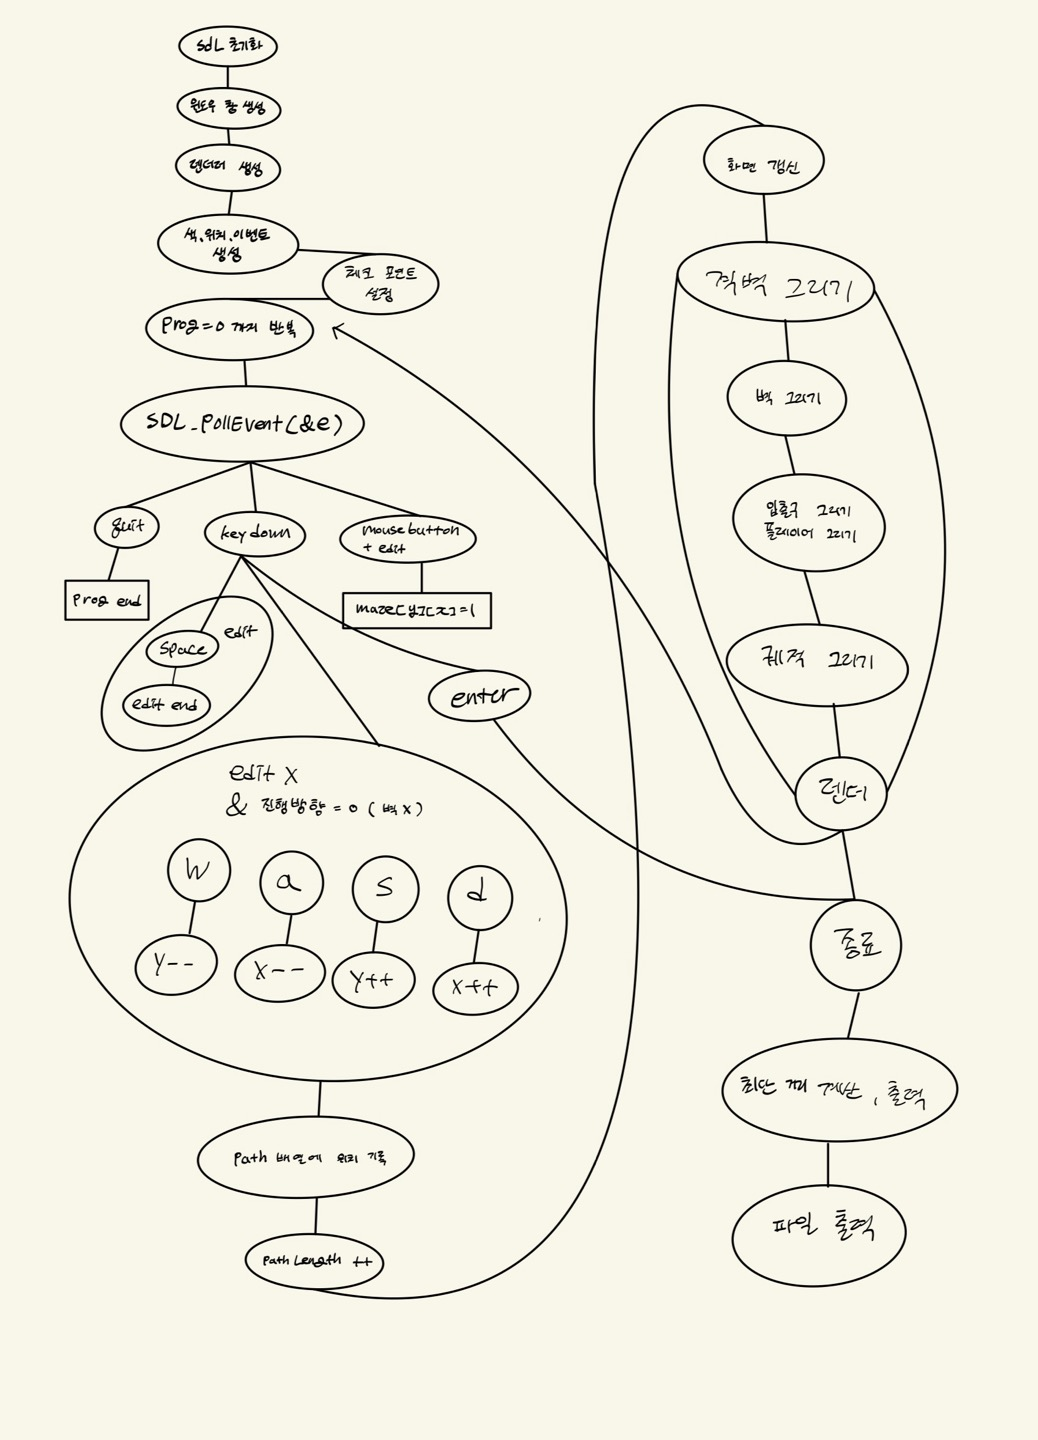 SdL 초기화
윈도우 창 생성
렌더러 생성
색, 위치, 이벤트
생성
체크 포인트
설정
Prog=0 까지 반복
SDL_PollEvent(&e)
quit
Prog end
key down
mouse button
+ edit
maze[y][x]=1
Space
edit
edit end
enter
edit X
& 진행방향 = 0 ( 벽 X )
W
a
S
d
Y--
X--
Y++
X++
Path 배열에 위치 기록
Path Length ++
화면 갱신
그리기
벽 그리기
입출구 그리기
플레이어 그리기
궤적 그리기
렌더
종료
최단 거리 계산, 출력
파일 출력